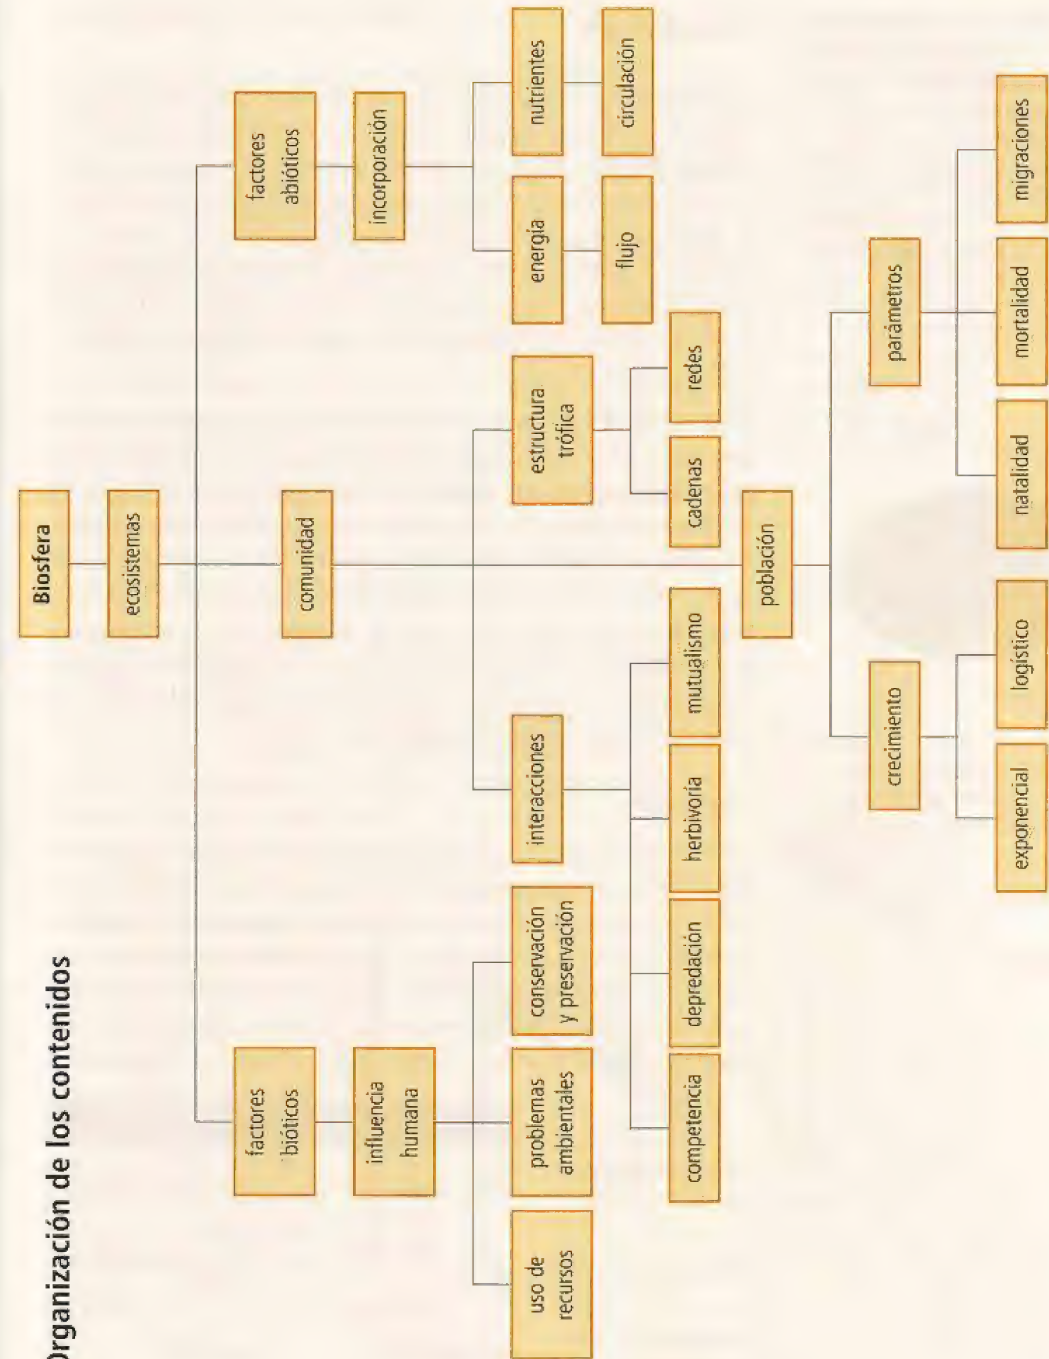 Organización de los contenidos
Biosfera
ecosistemas
factores
bióticos
comunidad
factores
abióticos
influencia
humana
incorporación
uso de
recursos
problemas
ambientales
conservación
y preservación
interacciones
estructura
trófica
energía
nutrientes
flujo
circulación
competencia
depredación
herbivoría
mutualismo
cadenas
redes
población
crecimiento
parámetros
exponencial
logístico
natalidad
mortalidad
migraciones